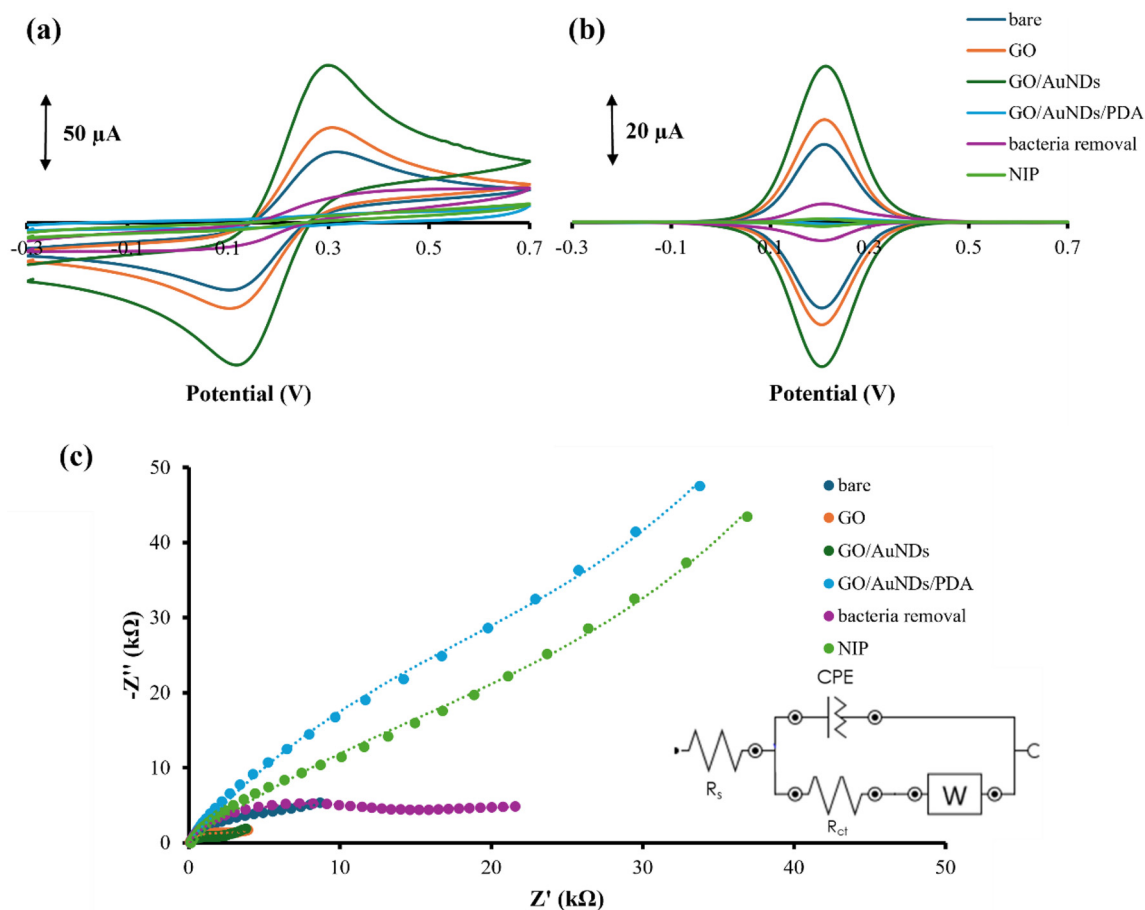 (a)
50 µA
-0.3
-0.1
0.1
0.3
0.5
0.7
Potential (V)
(b)
20 µA
-0.3
-0.1
0.1
0.3
0.5
0.7
Potential (V)
bare
GO
GO/AuNDs
GO/AuNDs/PDA
bacteria removal
NIP
(c)
50
40
30
20
10
0
-Z'' (kΩ)
0
10
20
30
40
50
Z' (kΩ)
bare
GO
GO/AuNDs
GO/AuNDs/PDA
bacteria removal
NIP
CPE
Rs
Rct
W